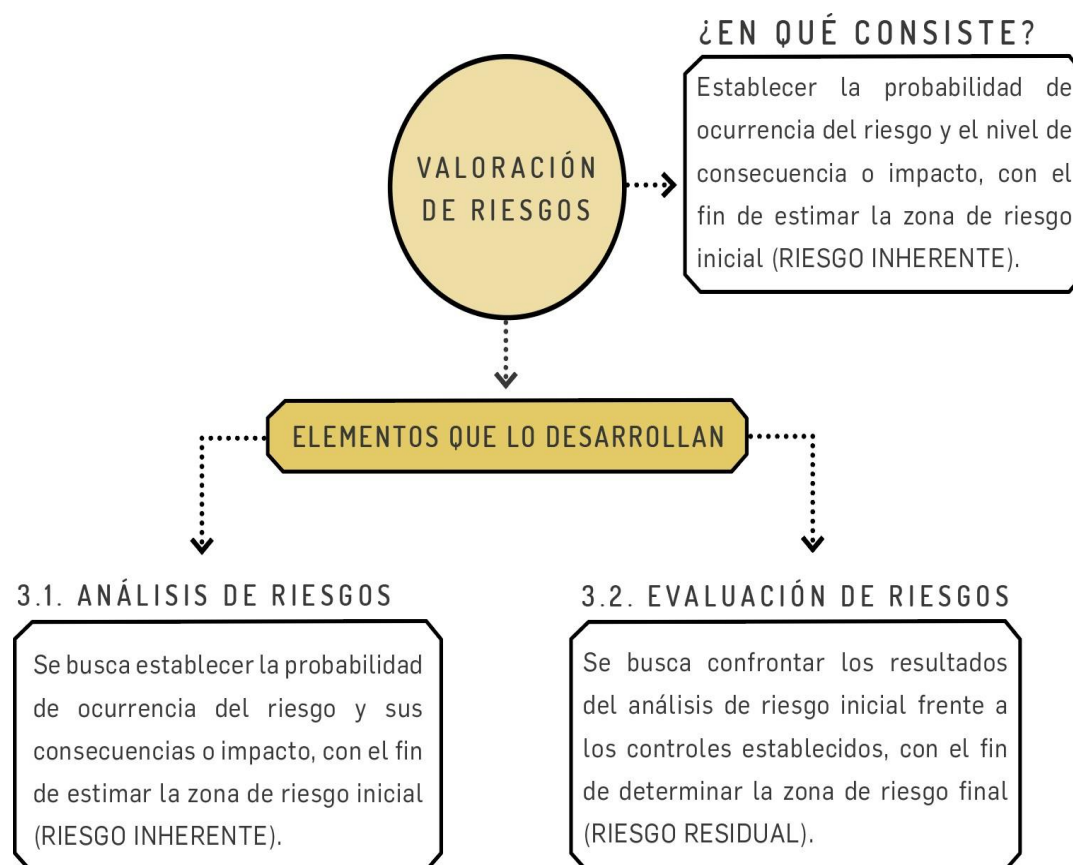 ¿EN QUÉ CONSISTE?
Establecer la probabilidad de
ocurrencia del riesgo y el nivel de
consecuencia o impacto, con el
fin de estimar la zona de riesgo
inicial (RIESGO INHERENTE).
VALORACIÓN
DE RIESGOS
ELEMENTOS QUE LO DESARROLLAN
3.1. ANÁLISIS DE RIESGOS
Se busca establecer la probabilidad
de ocurrencia del riesgo y sus
consecuencias o impacto, con el fin
de estimar la zona de riesgo inicial
(RIESGO INHERENTE).
3.2. EVALUACIÓN DE RIESGOS
Se busca confrontar los resultados
del análisis de riesgo inicial frente a
los controles establecidos, con el fin
de determinar la zona de riesgo final
(RIESGO RESIDUAL).